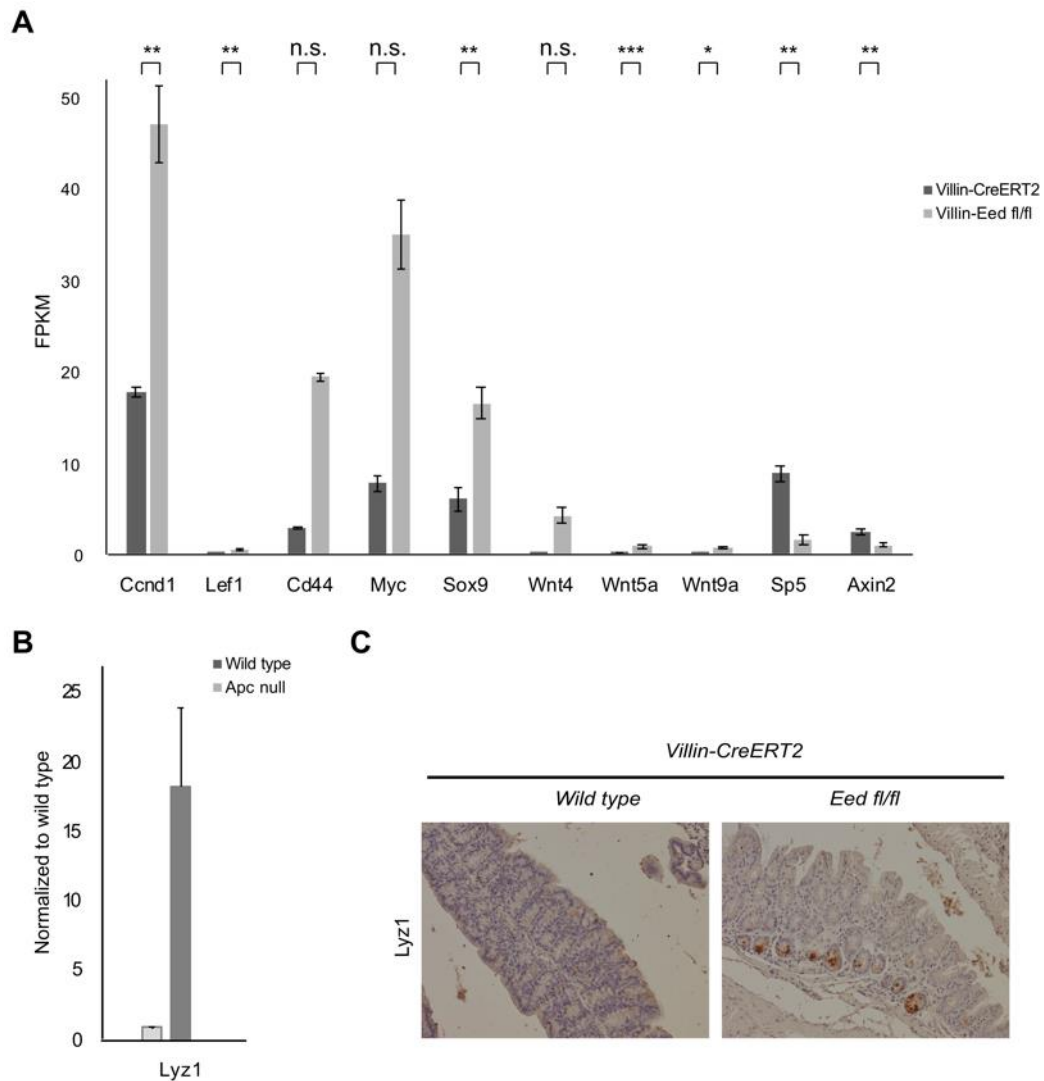 A
** ** n.s. n.s. ** n.s. *** * ** **
50
40
30
20
10
0
FPKM
Villin-CreERT2
Villin-Eed fl/fl
Ccnd1 Lef1 Cd44 Myc Sox9 Wnt4 Wnt5a Wnt9a Sp5 Axin2
B
Wild type
Apc null
25
20
15
10
5
0
Normalized to wild type
Lyz1
C
Villin-CreERT2
Wild type Eed fl/fl
Lyz1